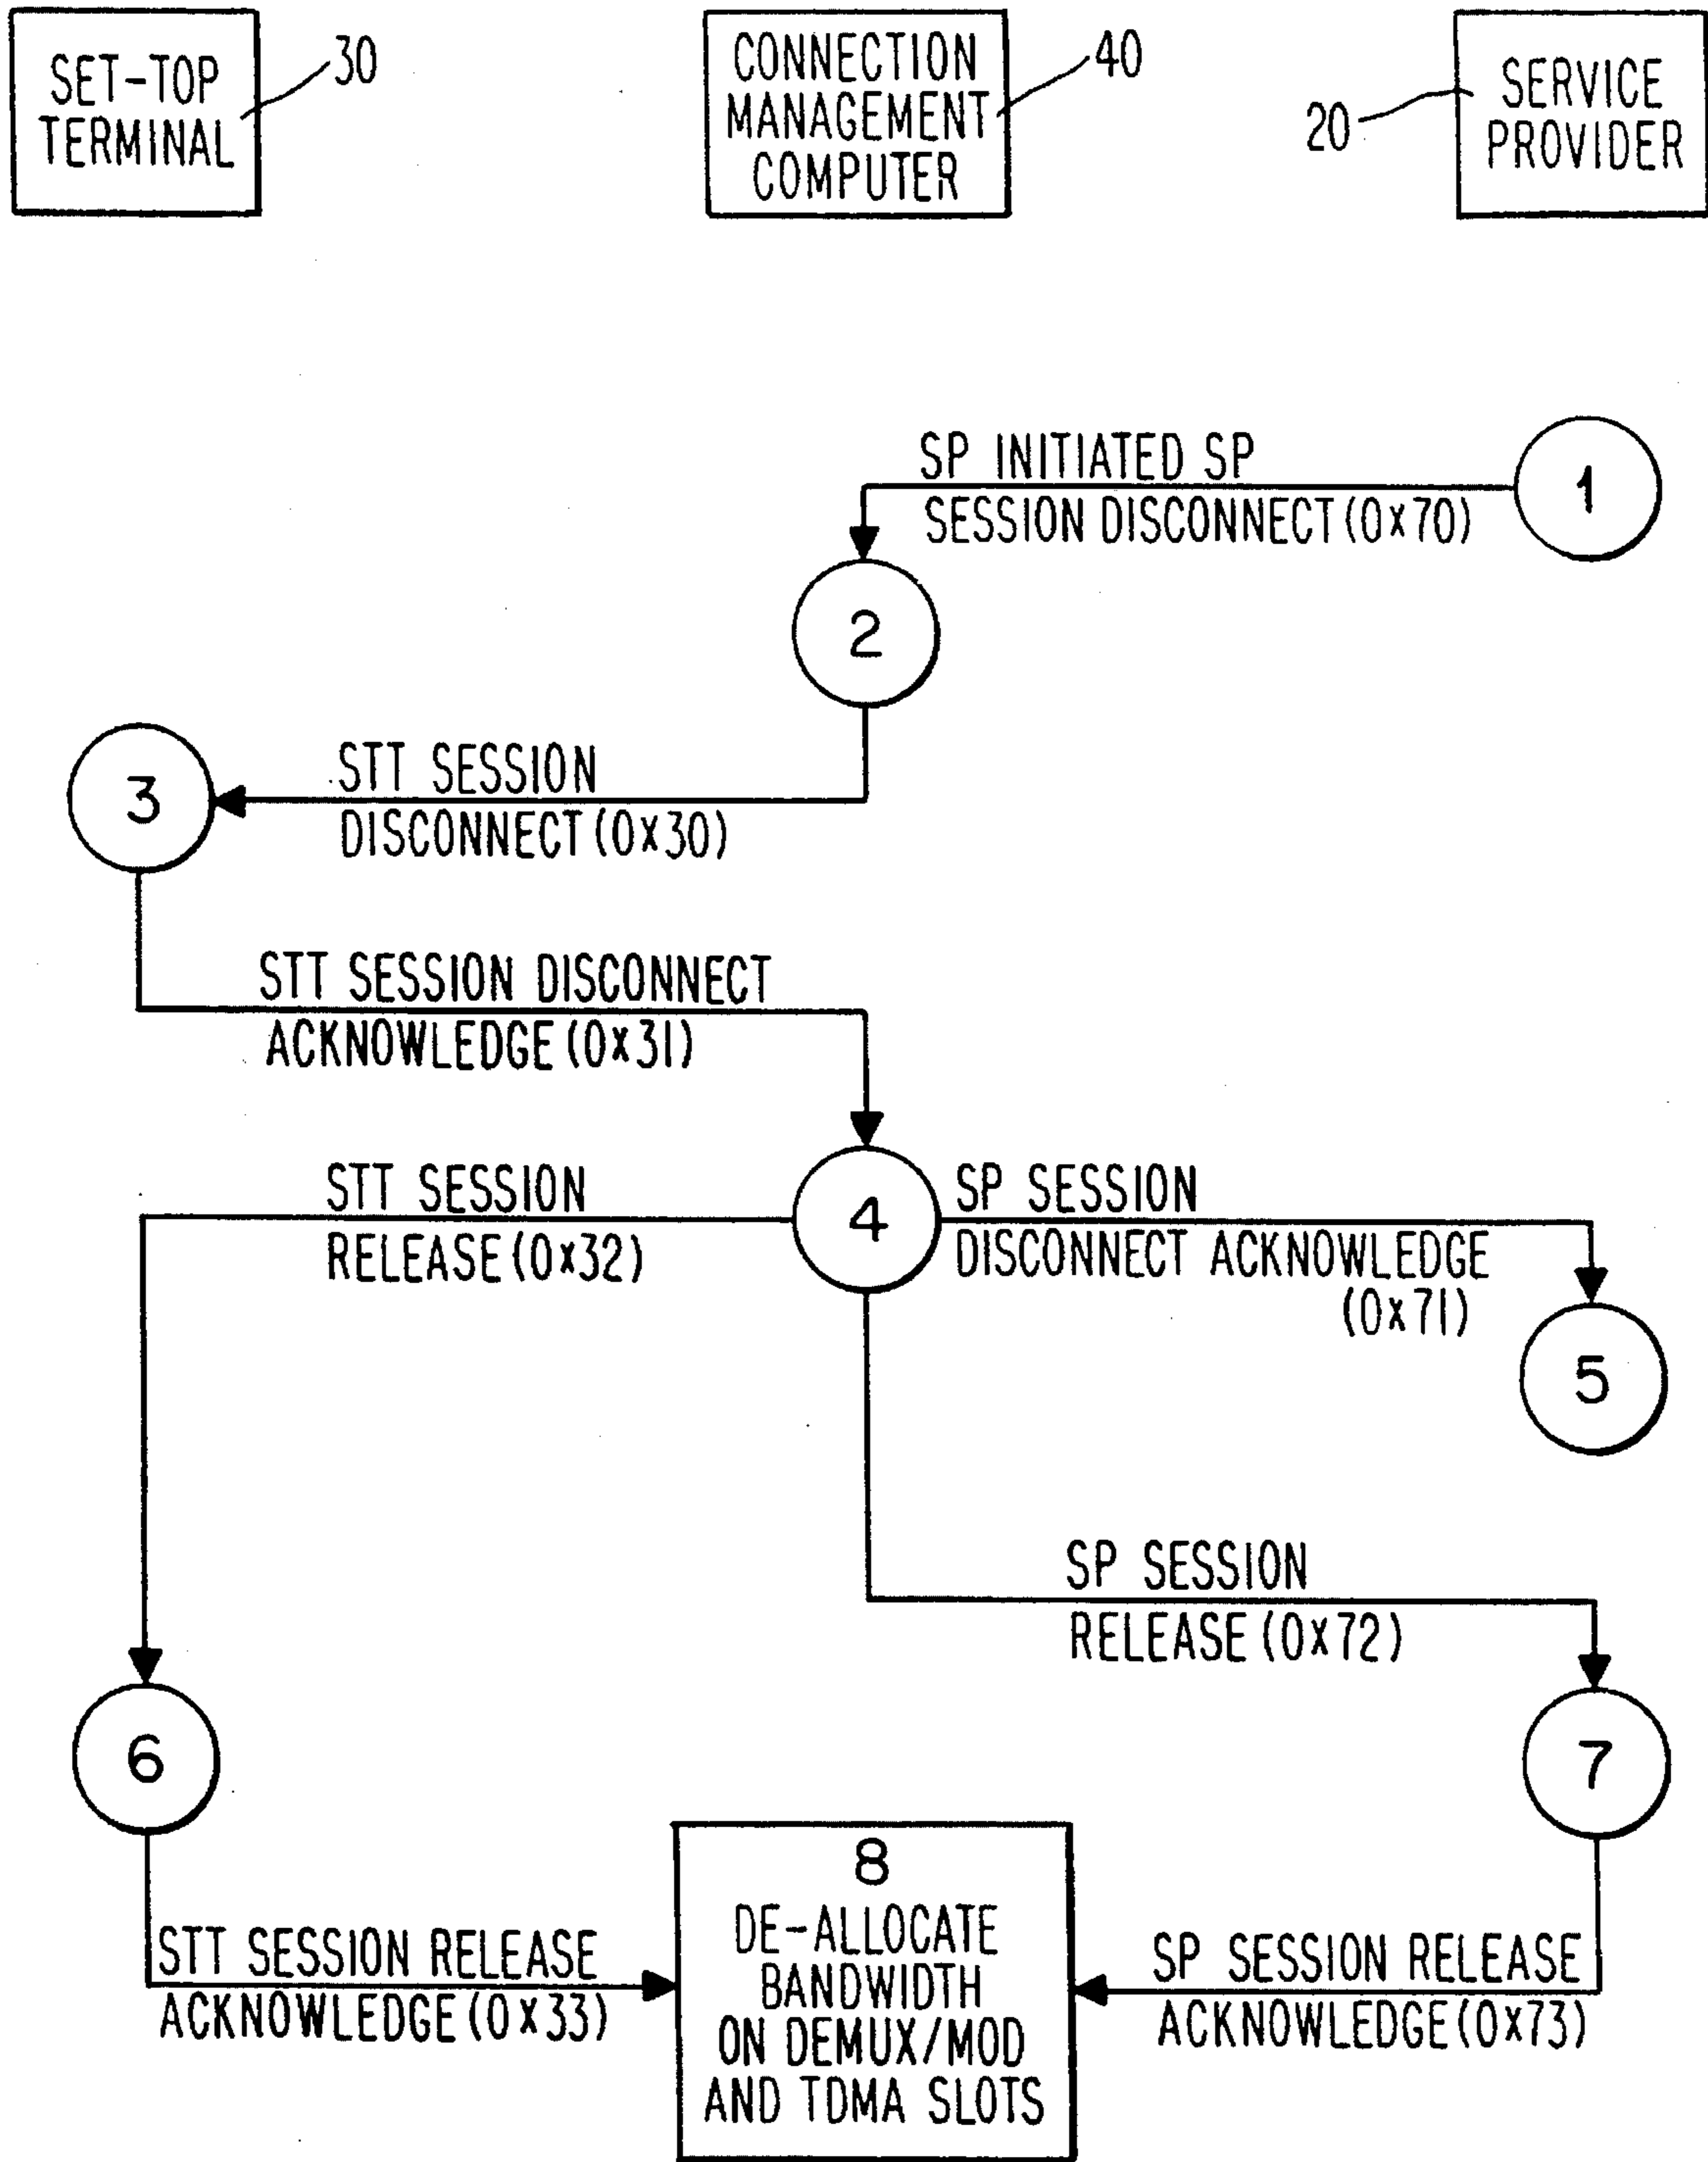 SET-TOP
TERMINAL
30
CONNECTION
MANAGEMENT
COMPUTER
40
20
SERVICE
PROVIDER
SP INITIATED SP
SESSION DISCONNECT (0x70)
1
2
STT SESSION
DISCONNECT (0x30)
3
STT SESSION DISCONNECT
ACKNOWLEDGE (0x31)
STT SESSION
RELEASE (0x32)
4
SP SESSION
DISCONNECT ACKNOWLEDGE
(0x71)
5
SP SESSION
RELEASE (0x72)
6
7
STT SESSION RELEASE
ACKNOWLEDGE (0x33)
8
DE-ALLOCATE
BANDWIDTH
ON DEMUX/MOD
AND TDMA SLOTS
SP SESSION RELEASE
ACKNOWLEDGE (0x73)